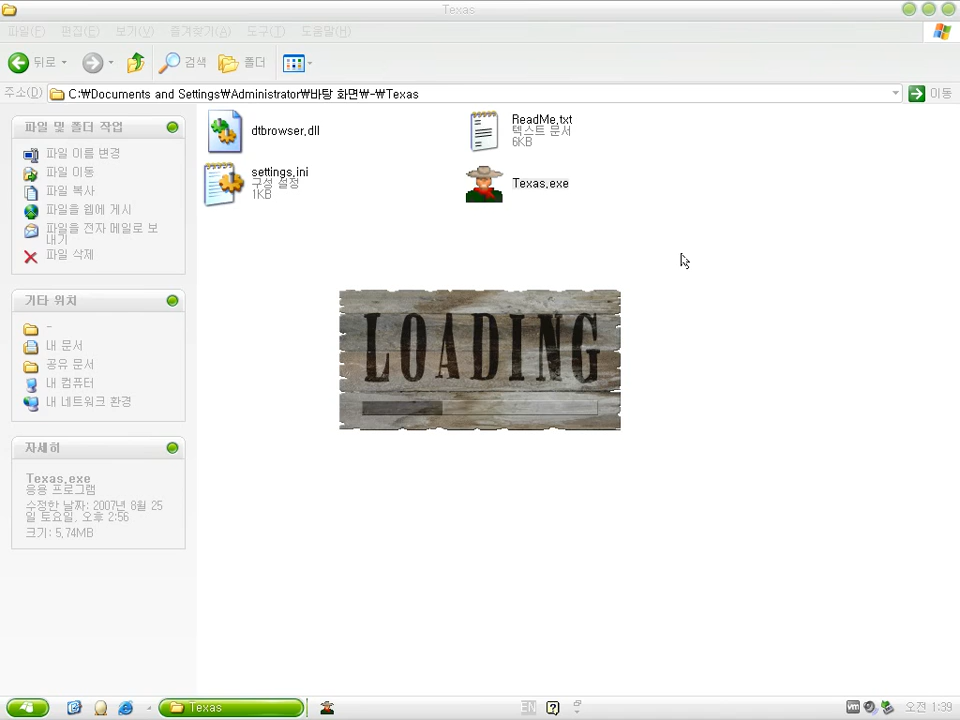 Texas
파일(F) 편집(E) 보기(V) 즐겨찾기(A) 도구(T) 도움말(H)
뒤로 검색 폴더
주소(D) C:\Documents and Settings\Administrator\바탕 화면\-\Texas 이동
파일 및 폴더 작업
파일 이름 변경
파일 이동
파일 복사
파일을 웹에 게시
파일을 전자 메일로 보
내기
파일 삭제
기타 위치
-
내 문서
공유 문서
내 컴퓨터
내 네트워크 환경
자세히
Texas.exe
응용 프로그램
수정한 날짜: 2007년 8월 25
일 토요일, 오후 2:56
크기: 5.74MB
dtbrowser.dll
ReadMe.txt
텍스트 문서
6KB
settings.ini
구성 설정
1KB
Texas.exe
LOADING
Texas
EN
vm
오전 1:39